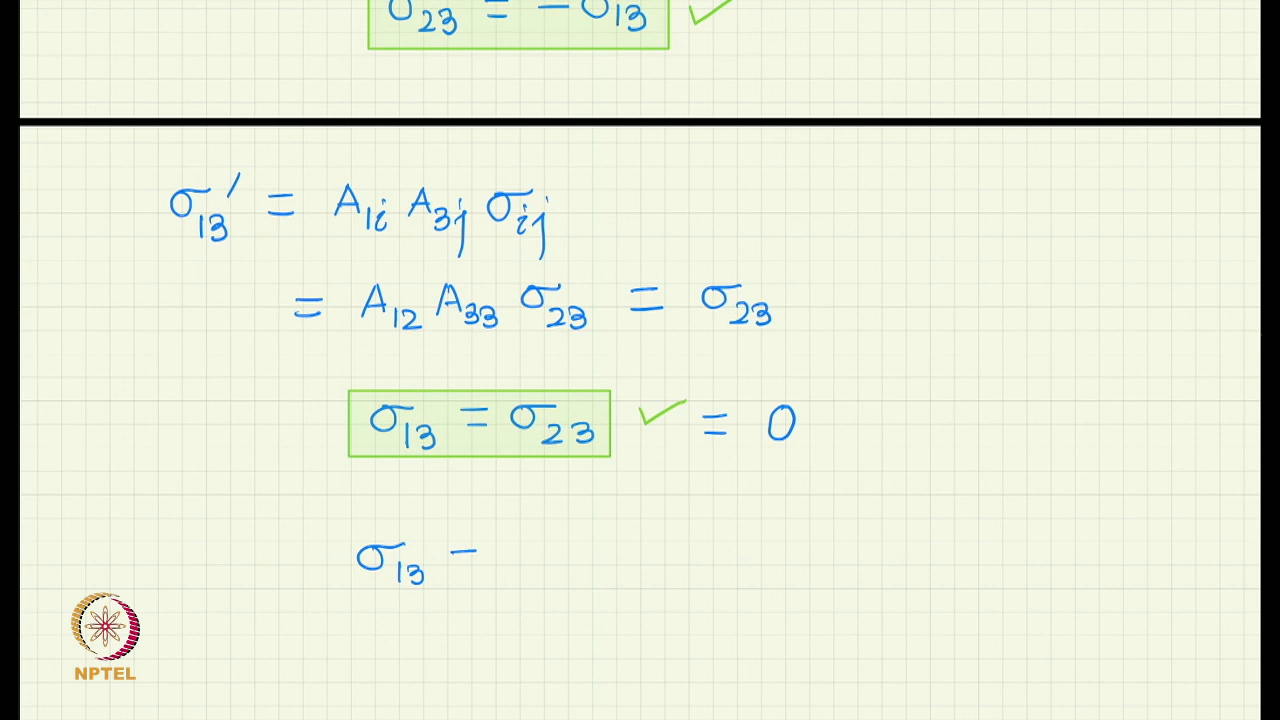 σ₂₃ = − σ₁₃ ✓
σ₁₃′ = A₁ᵢ A₃ⱼ σᵢⱼ
= A₁₂ A₃₃ σ₂₃ = σ₂₃
σ₁₃ = σ₂₃ ✓ = 0
σ₁₃ −
NPTEL